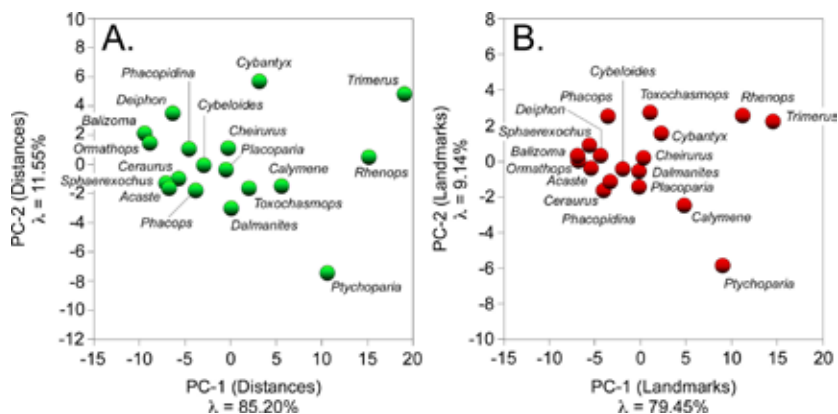 A.
10
8
6
4
2
0
-2
-4
-6
-8
-10
-12
PC-2 (Distances)
λ = 11.55%
Cybantyx
Trimerus
Phacopidina
Deiphon
Cybeloides
Balizoma
Cheirurus
Ormathops
Placoparia
Ceraurus
Calymene
Rhenops
Sphaerexochus
Acaste
Toxochasmops
Phacops
Dalmanites
Ptychoparia
-15 -10 -5 0 5 10 15 20
PC-1 (Distances)
λ = 85.20%
B.
8
6
4
2
0
-2
-4
-6
-8
-10
PC-2 (Landmarks)
λ = 9.14%
Cybeloides
Phacops
Toxochasmops
Rhenops
Deiphon
Trimerus
Sphaerexochus
Cybantyx
Balizoma
Cheirurus
Ormathops
Dalmanites
Acaste
Placoparia
Ceraurus
Calymene
Phacopidina
Ptychoparia
-15 -10 -5 0 5 10 15 20
PC-1 (Landmarks)
λ = 79.45%